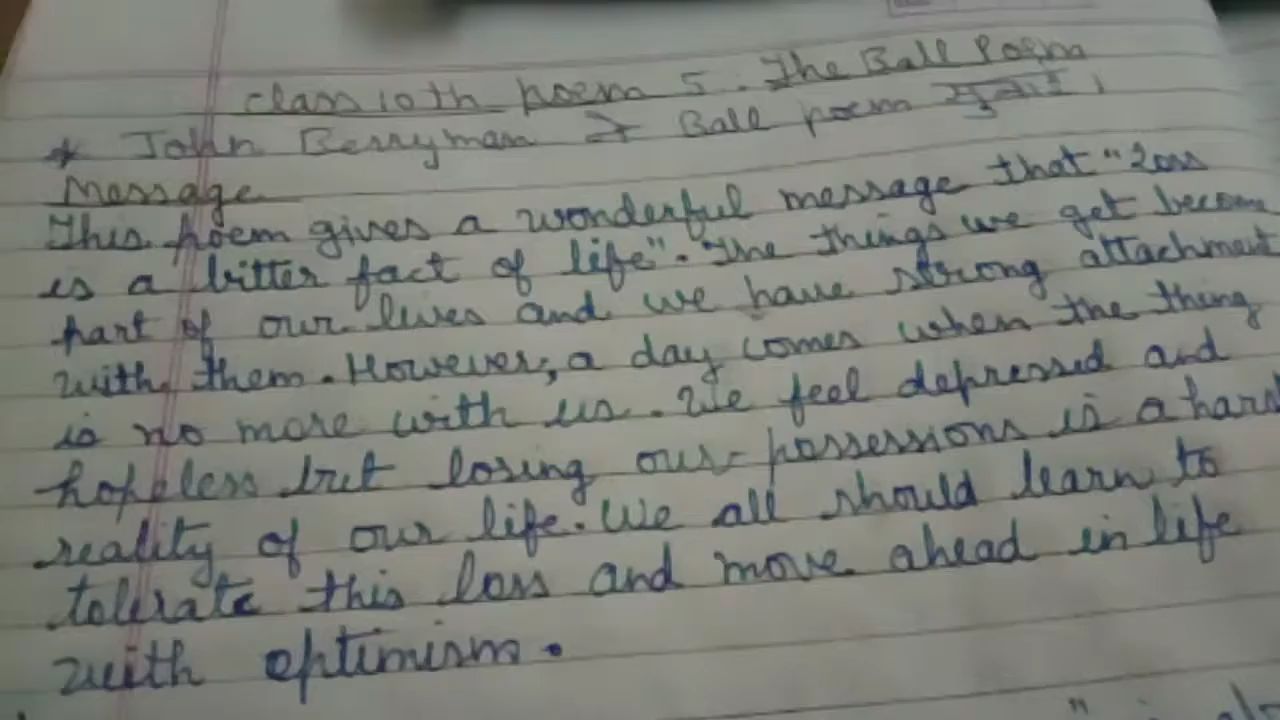 class 10th poem 5. The Ball Poem
* John Berryman ने Ball poem सुनाई।
Message
This poem gives a wonderful message that "Loss
is a bitter fact of life". The things we get become
part of our lives and we have strong attachment
with them. However, a day comes when the thing
is no more with us. We feel depressed and
hopeless but losing our possessions is a hard
reality of our life. We all should learn to
tolerate this loss and move ahead in life
with optimism.